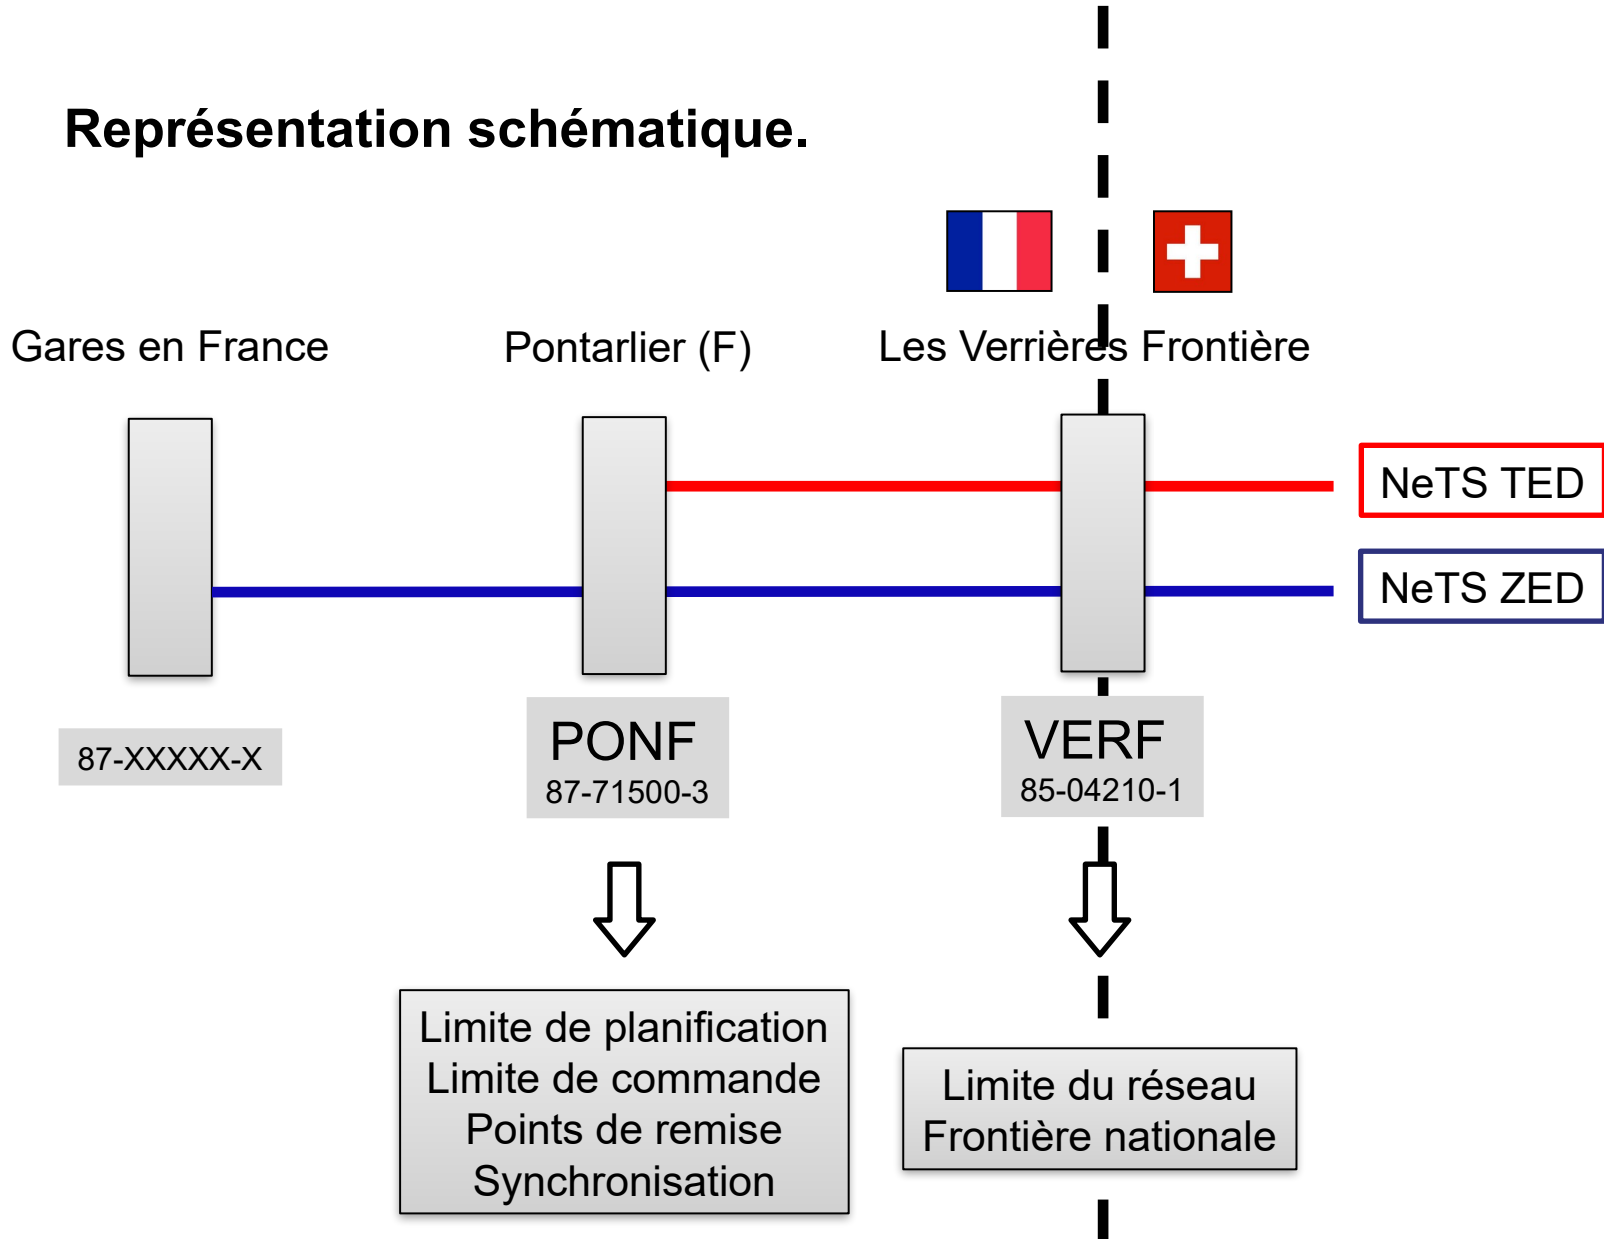 Représentation schématique.
Gares en France
Pontarlier (F)
Les Verrières Frontière
NeTS TED
NeTS ZED
87-XXXXX-X
PONF
87-71500-3
VERF
85-04210-1
Limite de planification
Limite de commande
Points de remise
Synchronisation
Limite du réseau
Frontière nationale